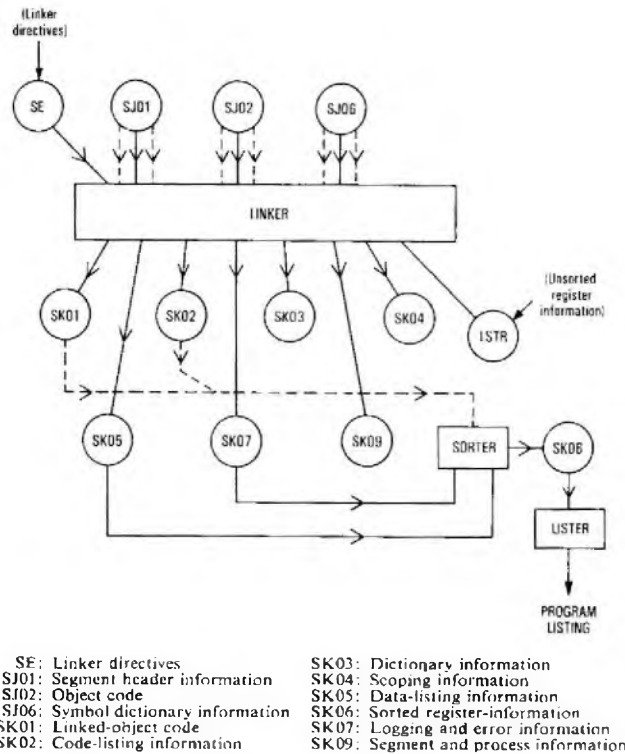 (Linker
directives)
SE
SJ01
SJ02
SJ06
LINKER
SK01
SK02
SK03
SK04
(Unsorted
register
information)
LSTR
SK05
SK07
SK09
SORTER
SK06
LISTER
PROGRAM
LISTING
SE: Linker directives
SJ01: Segment header information
SJ02: Object code
SJ06: Symbol dictionary information
SK01: Linked-object code
SK02: Code-listing information
SK03: Dictionary information
SK04: Scoping information
SK05: Data-listing information
SK06: Sorted register-information
SK07: Logging and error information
SK09: Segment and process information